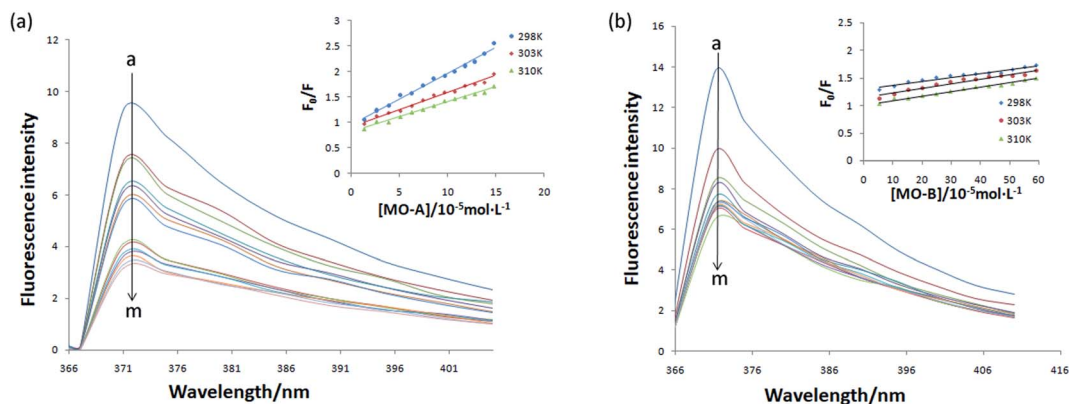 (a)
12
10
8
6
4
2
0
Fluorescence intensity
366 371 376 381 386 391 396 401
Wavelength/nm
a
m
3
2.5
2
1.5
1
0.5
0
F₀/F
0 5 10 15 20
[MO-A]/10⁻⁵mol·L⁻¹
298K
303K
310K
(b)
16
14
12
10
8
6
4
2
0
Fluorescence intensity
366 376 386 396 406 416
Wavelength/nm
a
m
2.5
2
1.5
1
0.5
0
F₀/F
0 10 20 30 40 50 60
[MO-B]/10⁻⁵mol·L⁻¹
298K
303K
310K